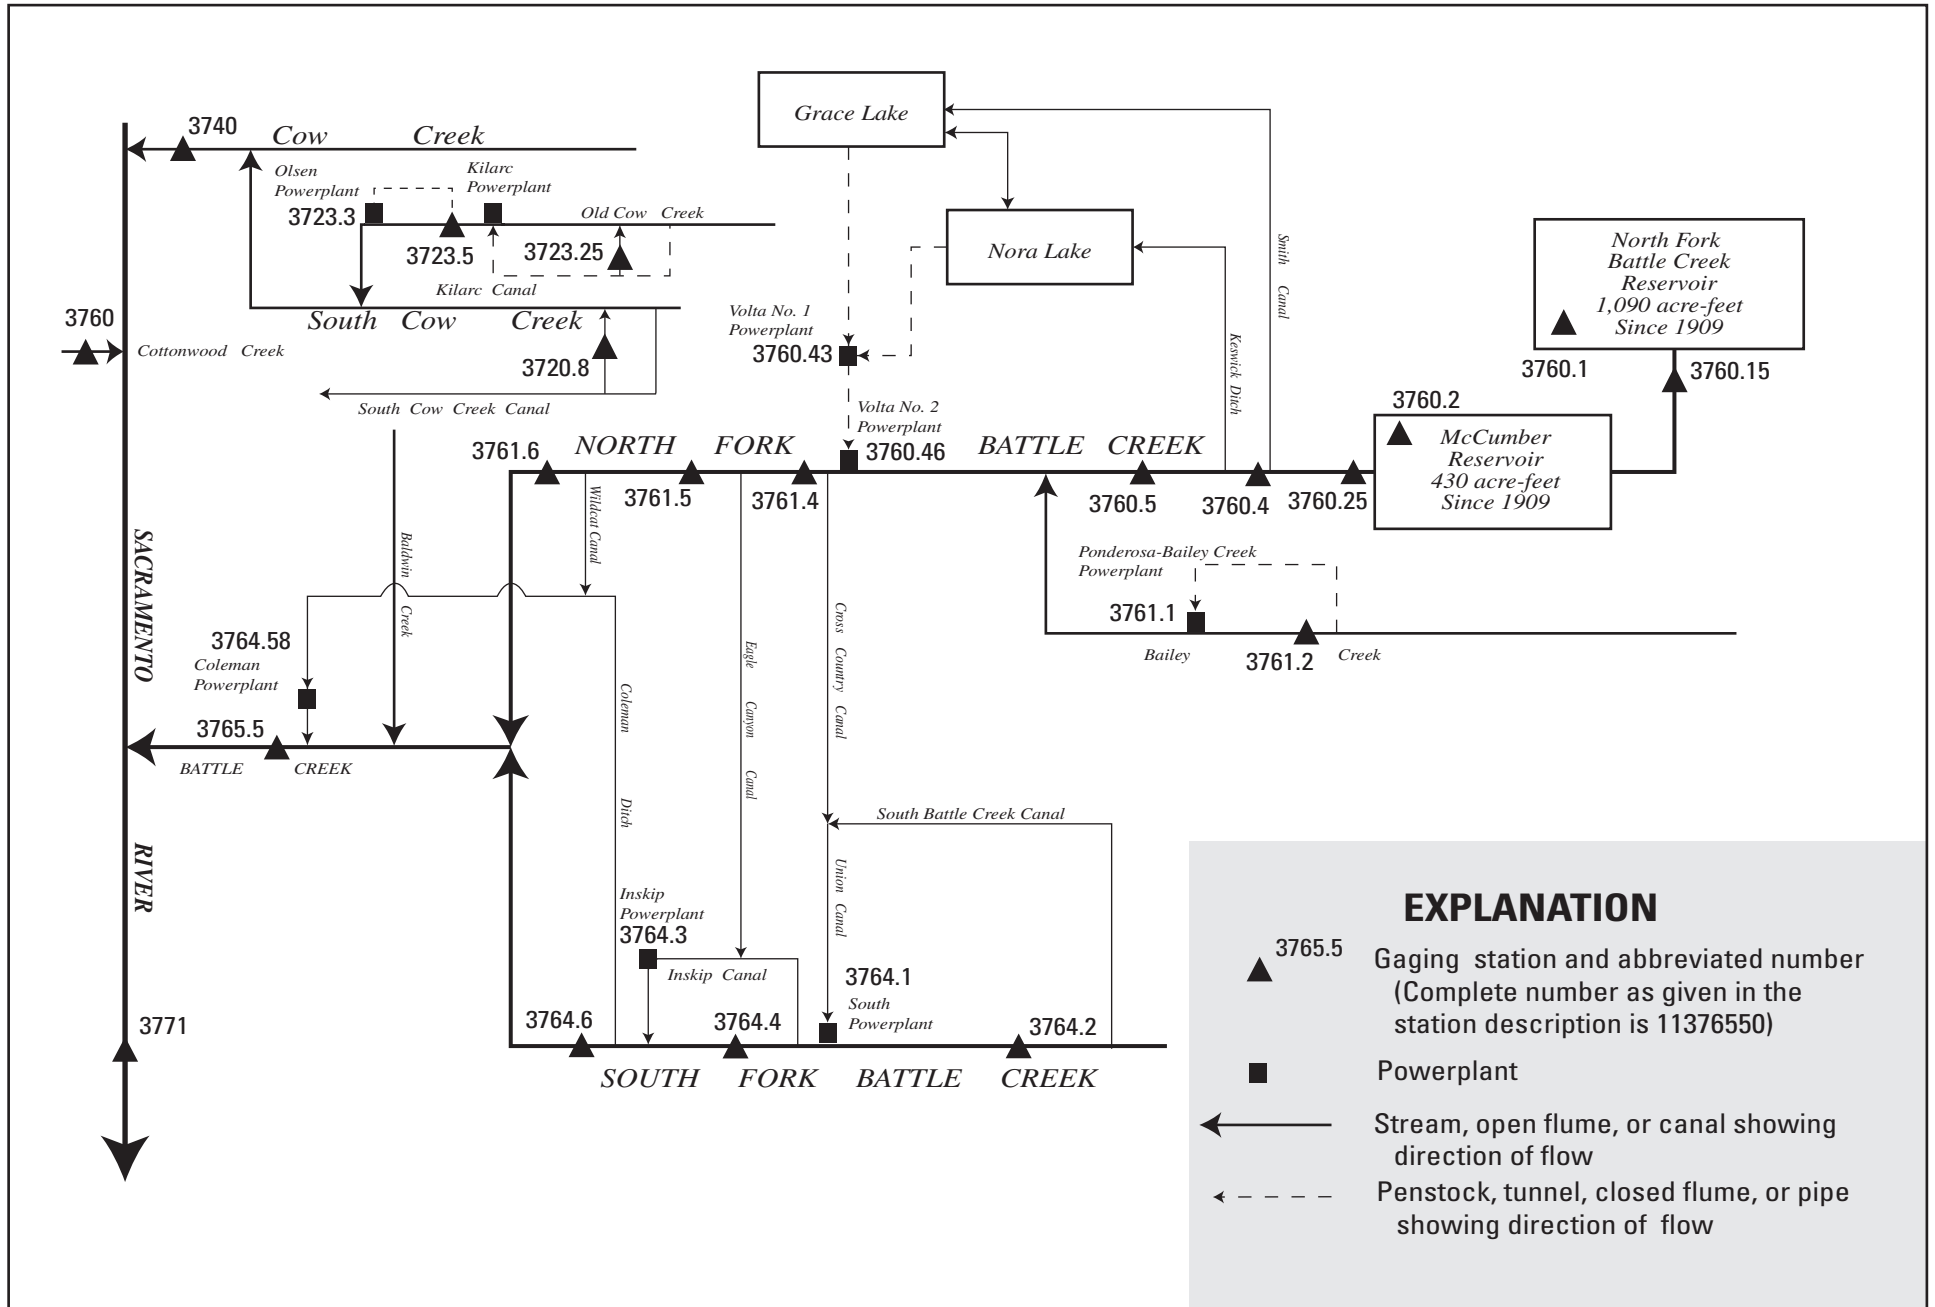 3740
Cow Creek
Olsen
Powerplant
3723.3
Kilarc
Powerplant
Old Cow Creek
3723.5
3723.25
Kilarc Canal
South Cow Creek
3760
Cottonwood Creek
3720.8
South Cow Creek Canal
Grace Lake
Nora Lake
Smith Canal
Keswick Ditch
Volta No. 1
Powerplant
3760.43
Volta No. 2
Powerplant
3760.46
North Fork
Battle Creek
Reservoir
1,090 acre-feet
Since 1909
3760.1
3760.15
3760.2
McCumber
Reservoir
430 acre-feet
Since 1909
3761.6
NORTH FORK BATTLE CREEK
3761.5
3761.4
3760.5
3760.4
3760.25
Wildcat Canal
Baldwin Creek
Ponderosa-Bailey Creek
Powerplant
3761.1
Bailey Creek
3761.2
SACRAMENTO RIVER
3764.58
Coleman
Powerplant
3765.5
BATTLE CREEK
Coleman Ditch
Eagle Canyon Canal
Cross Country Canal
South Battle Creek Canal
Union Canal
Inskip
Powerplant
3764.3
Inskip Canal
3764.1
South
Powerplant
3764.6
3764.4
3764.2
SOUTH FORK BATTLE CREEK
3771
EXPLANATION
3765.5
Gaging station and abbreviated number
(Complete number as given in the
station description is 11376550)
Powerplant
Stream, open flume, or canal showing
direction of flow
Penstock, tunnel, closed flume, or pipe
showing direction of flow